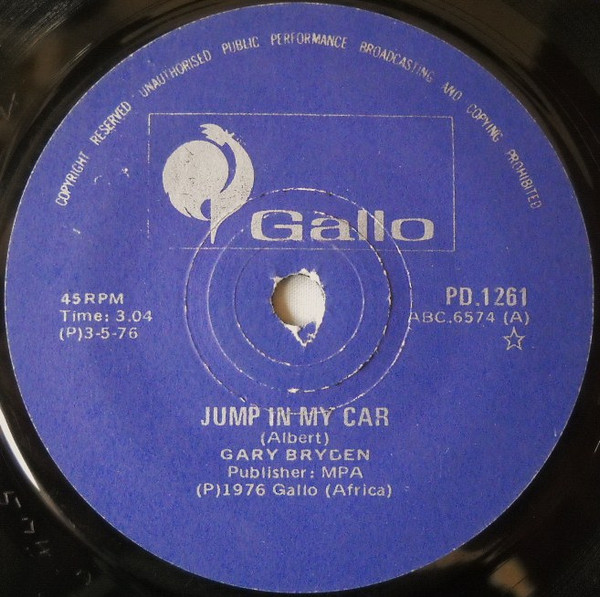 COPYRIGHT RESERVED UNAUTHORISED PUBLIC PERFORMANCE BROADCASTING AND COPYING PROHIBITED
Gallo
45RPM
Time: 3.04
(P)3-5-76
PD.1261
ABC.6574 (A)
JUMP IN MY CAR
(Albert)
GARY BRYDEN
Publisher: MPA
(P)1976 Gallo (Africa)